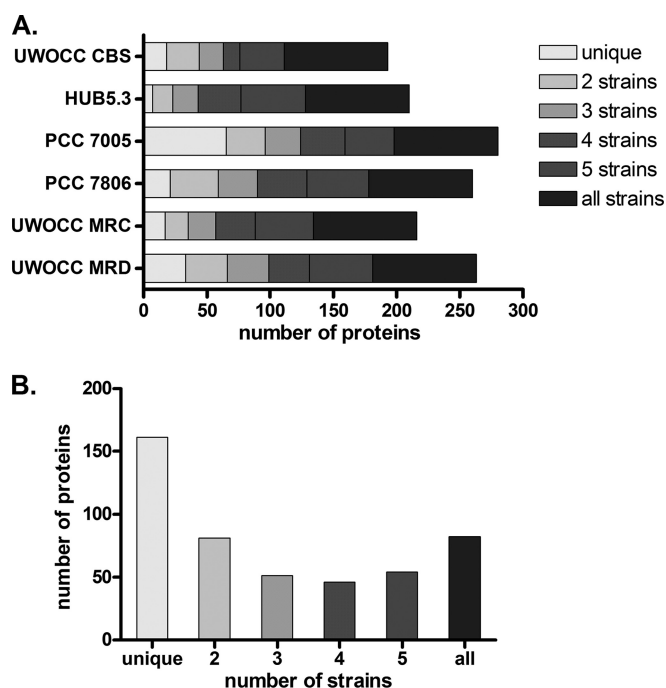 A.
UWOCC CBS
HUB5.3
PCC 7005
PCC 7806
UWOCC MRC
UWOCC MRD
0 50 100 150 200 250 300
number of proteins
unique
2 strains
3 strains
4 strains
5 strains
all strains
B.
200
150
100
50
0
number of proteins
unique 2 3 4 5 all
number of strains